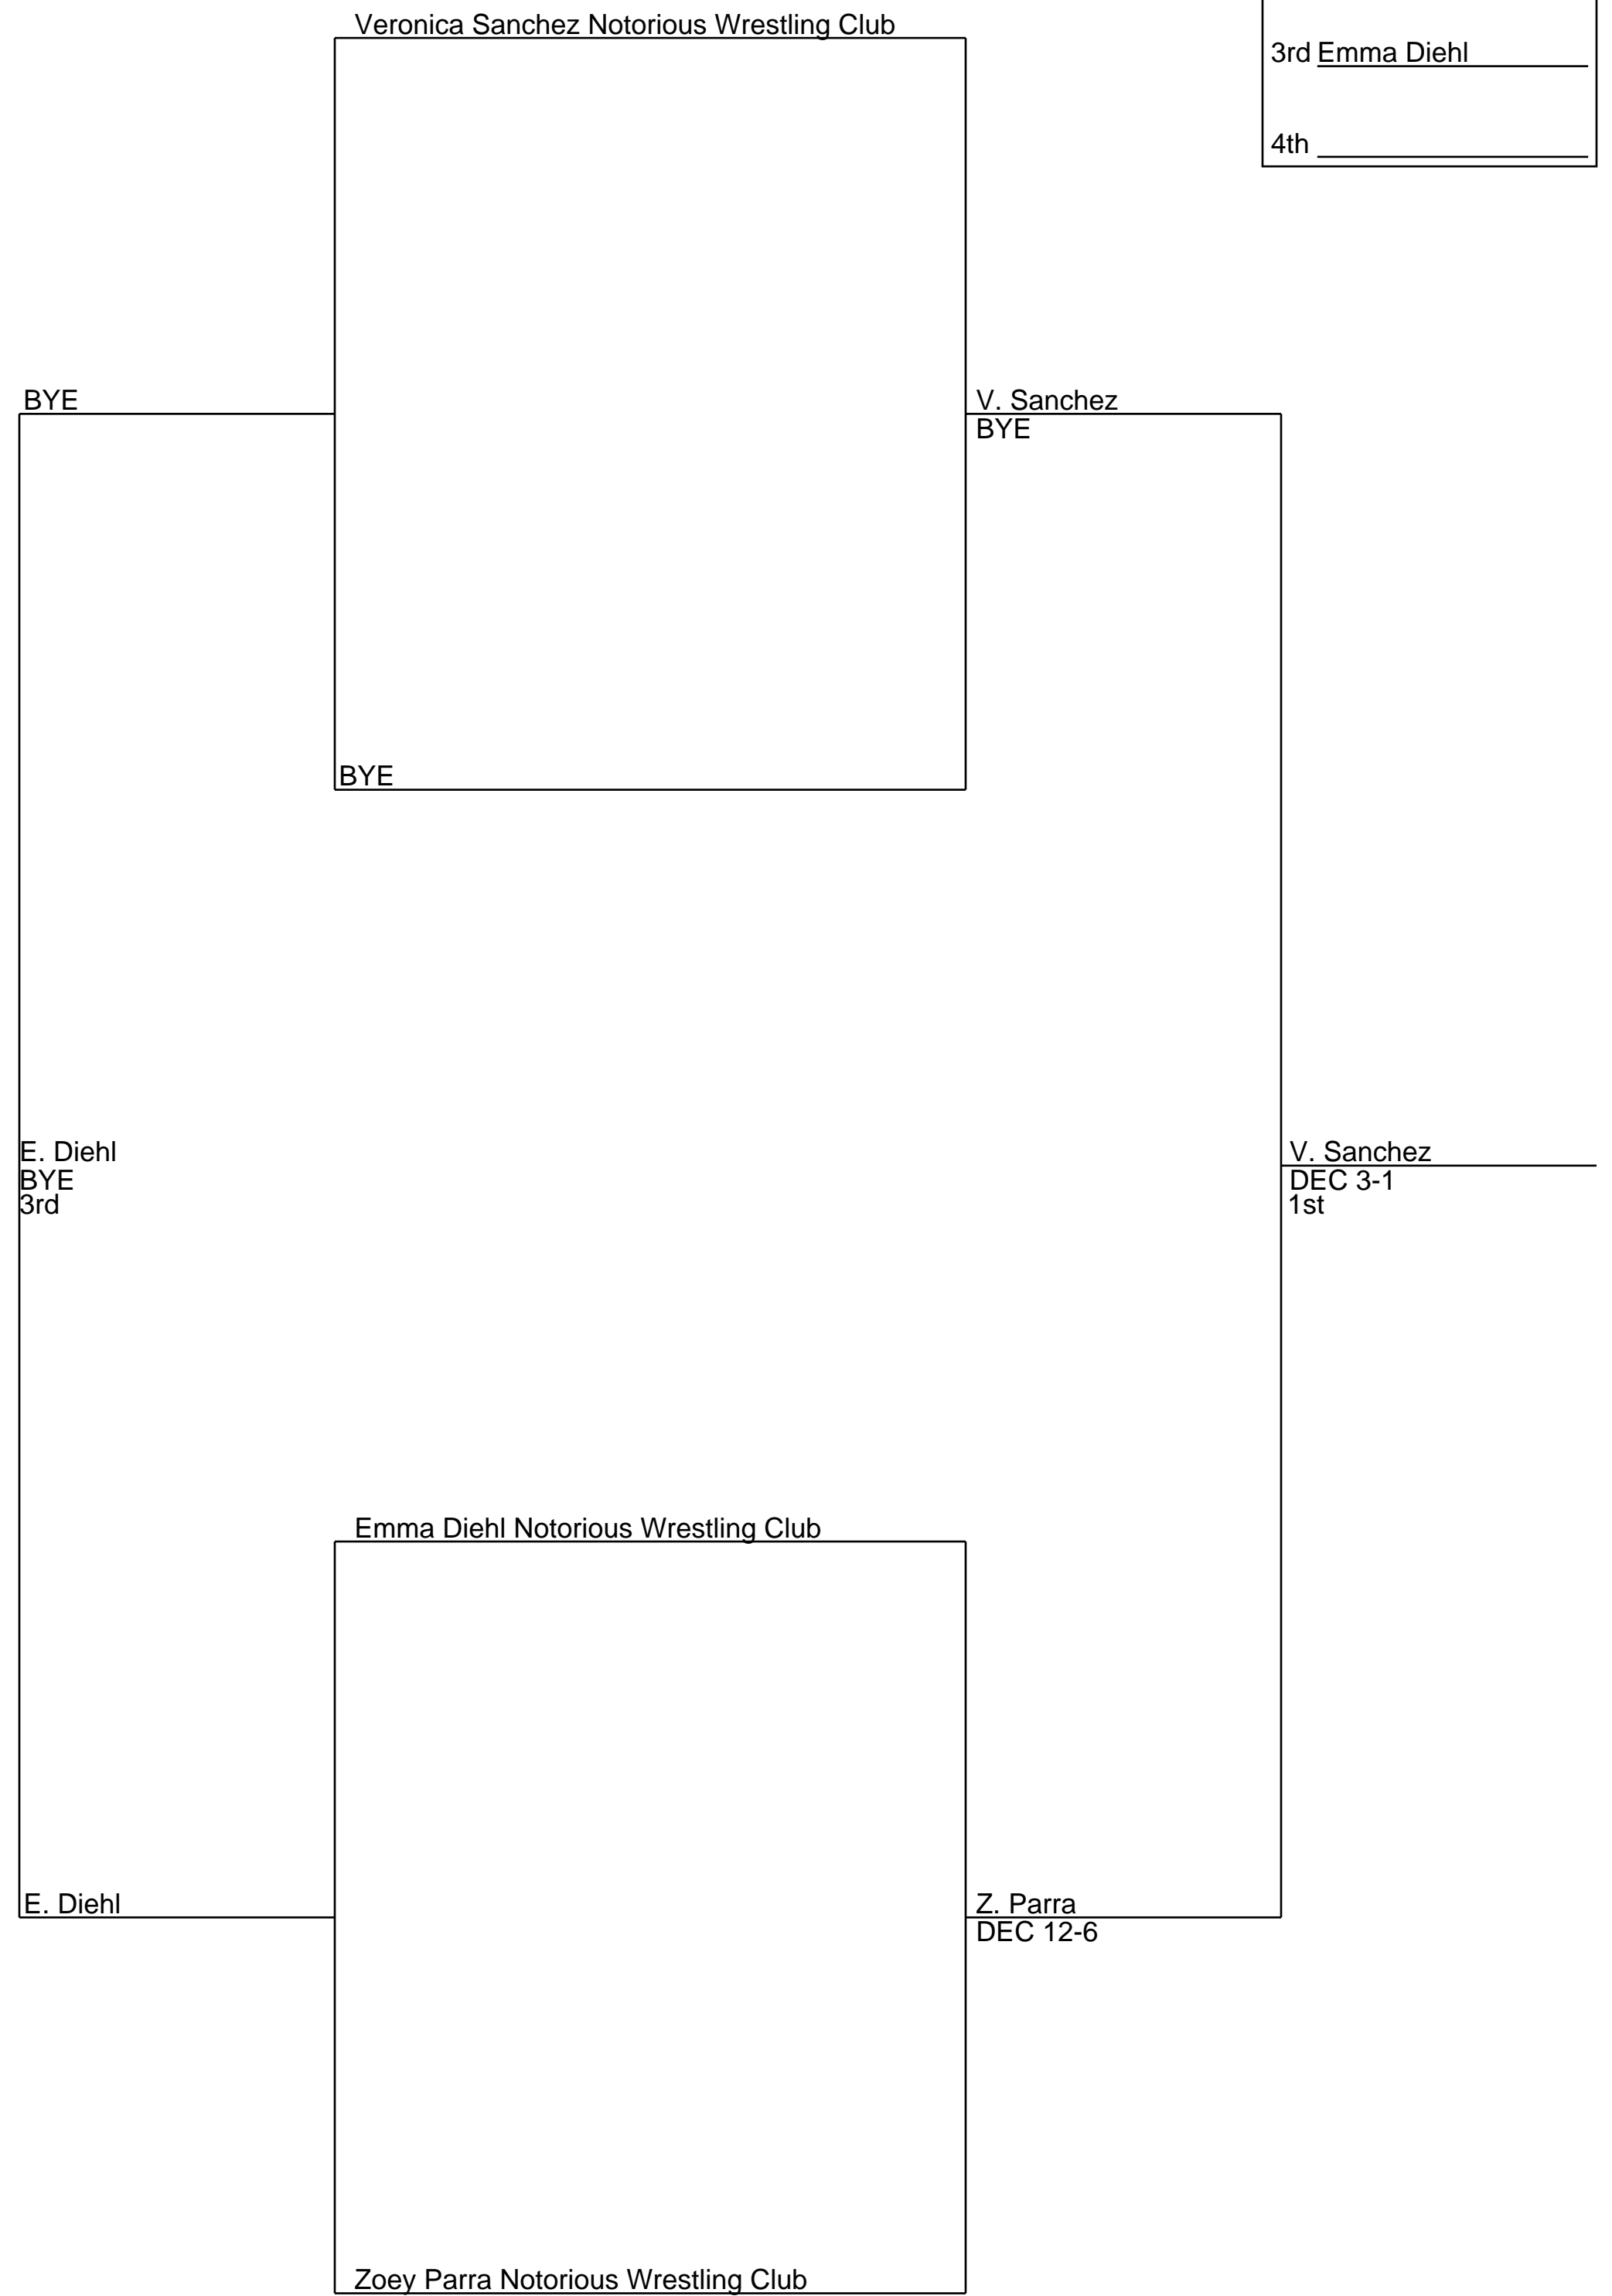 Veronica Sanchez Notorious Wrestling Club
3rd Emma Diehl
4th
BYE
V. Sanchez
BYE
BYE
E. Diehl
BYE
3rd
V. Sanchez
DEC 3-1
1st
Emma Diehl Notorious Wrestling Club
E. Diehl
Z. Parra
DEC 12-6
Zoey Parra Notorious Wrestling Club